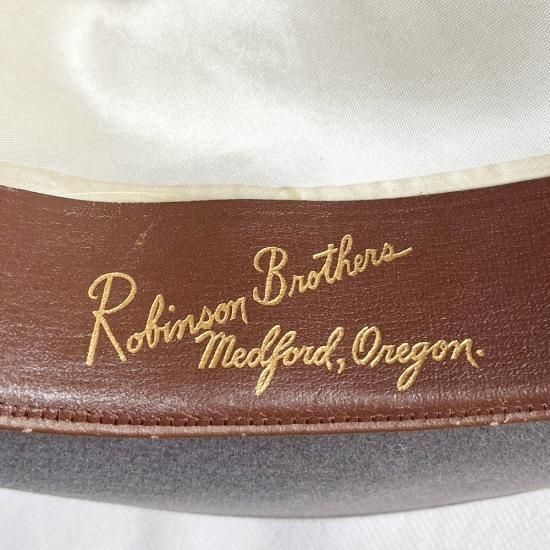 Robinson Brothers
Medford, Oregon.